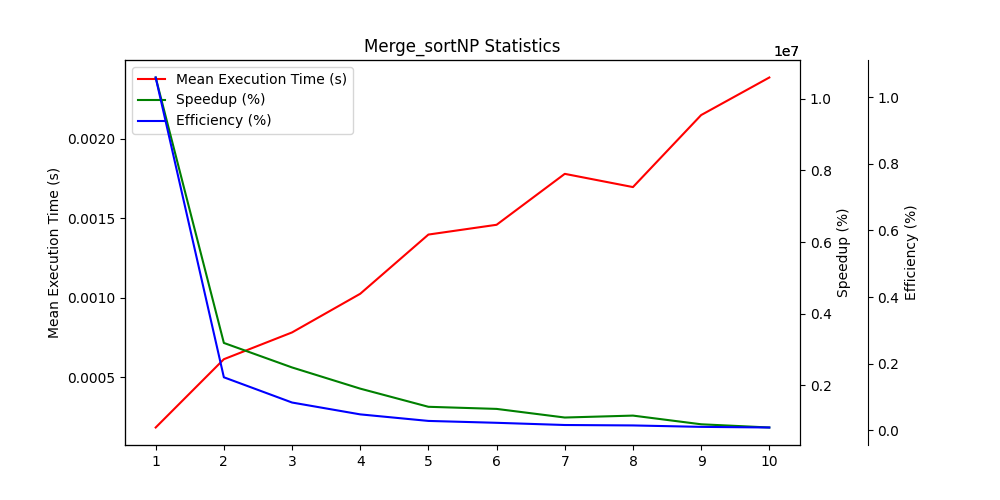 Merge_sortNP Statistics
1e7
Mean Execution Time (s)
Speedup (%)
Efficiency (%)
0.0020
0.0015
0.0010
0.0005
Mean Execution Time (s)
1 2 3 4 5 6 7 8 9 10
1.0
0.8
0.6
0.4
0.2
Speedup (%)
1.0
0.8
0.6
0.4
0.2
0.0
Efficiency (%)